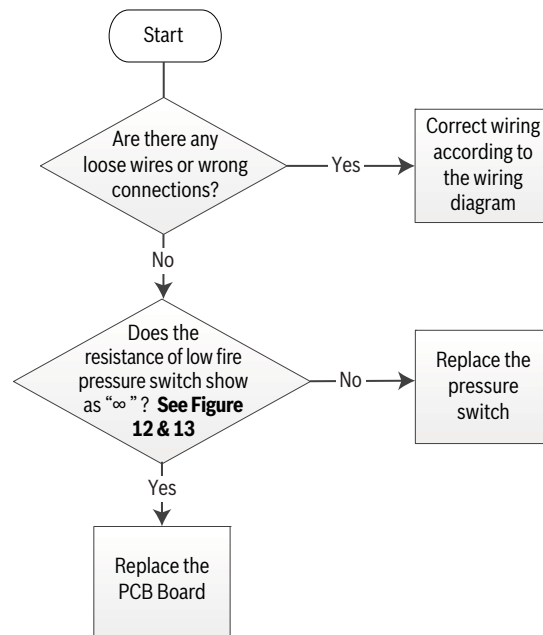 Start
Are there any
loose wires or wrong
connections?
Yes
Correct wiring
according to
the wiring
diagram
No
Does the
resistance of low fire
pressure switch show
as “∞ ” ? See Figure
12 & 13
No
Replace the
pressure
switch
Yes
Replace the
PCB Board